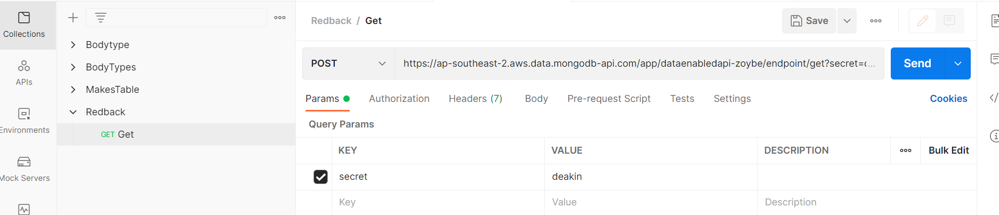 Collections
APIs
Environments
Mock Servers
Bodytype
BodyTypes
MakesTable
Redback
GET Get
Redback / Get
Save
POST
https://ap-southeast-2.aws.data.mongodb-api.com/app/dataenabledapi-zoybe/endpoint/get?secret=d...
Send
Params
Authorization
Headers (7)
Body
Pre-request Script
Tests
Settings
Cookies
Query Params
KEY VALUE DESCRIPTION Bulk Edit
secret deakin
Key Value Description